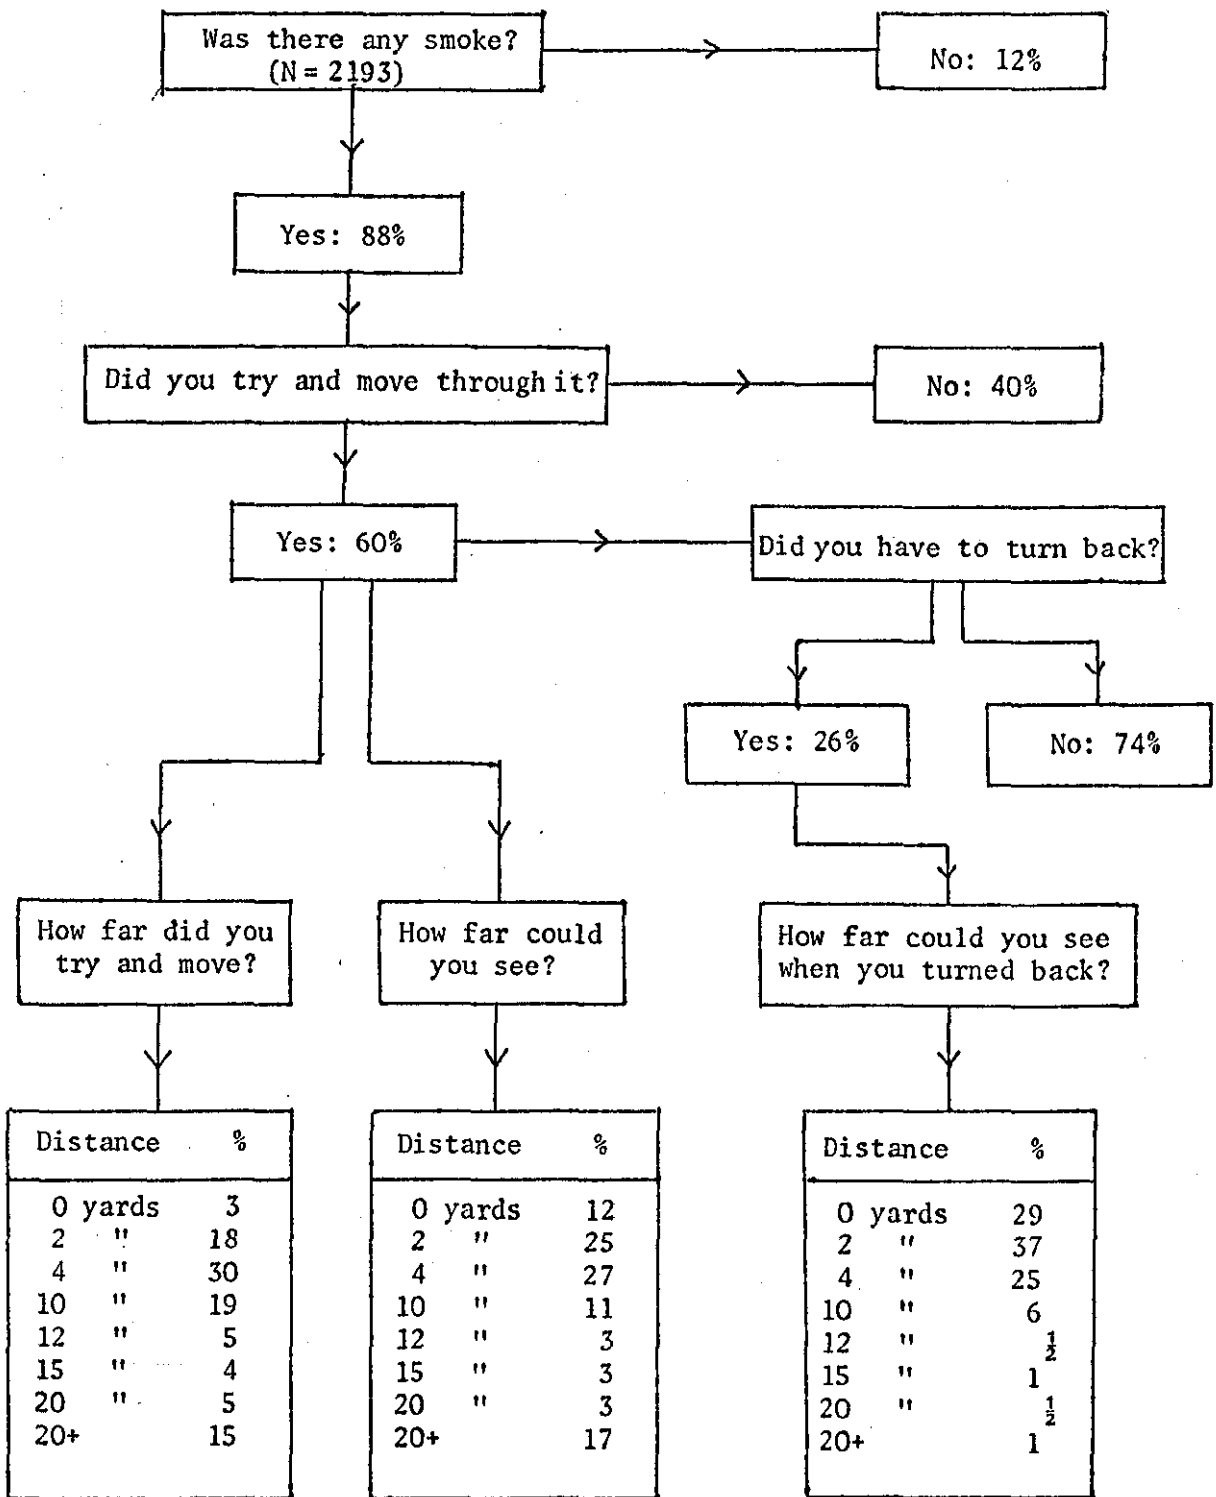 Was there any smoke?
(N = 2193)
No: 12%
Yes: 88%
Did you try and move through it?
No: 40%
Yes: 60%
Did you have to turn back?
Yes: 26%
No: 74%
How far did you
try and move?
How far could
you see?
How far could you see
when you turned back?
Distance %
0 yards 3
2 " 18
4 " 30
10 " 19
12 " 5
15 " 4
20 " 5
20+ 15
Distance %
0 yards 12
2 " 25
4 " 27
10 " 11
12 " 3
15 " 3
20 " 3
20+ 17
Distance %
0 yards 29
2 " 37
4 " 25
10 " 6
12 " ½
15 " 1
20 " ½
20+ 1